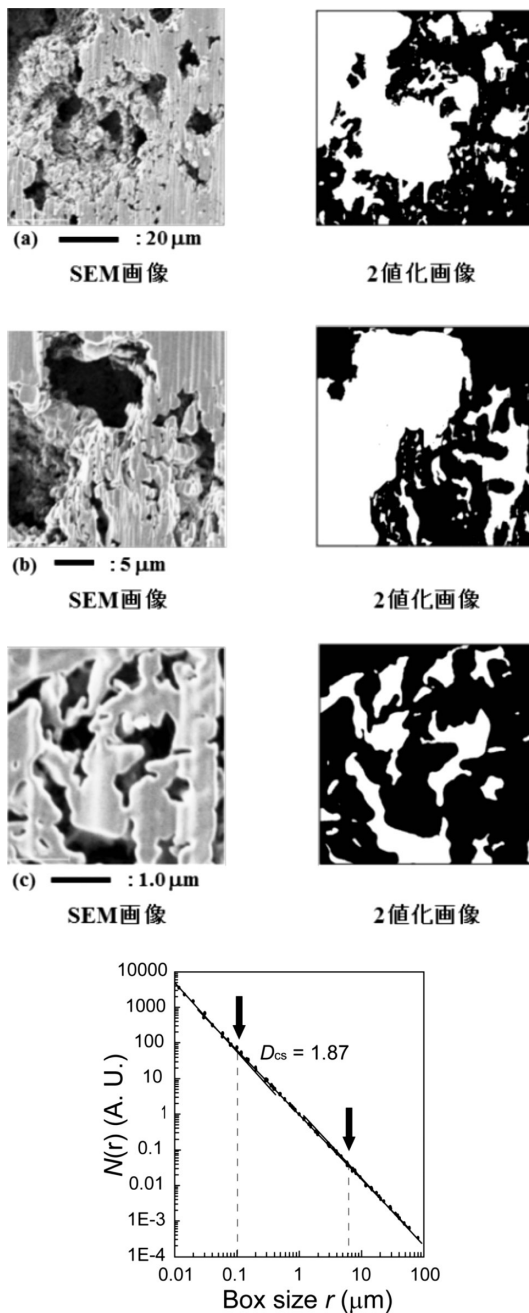 (a) : 20 μm
SEM画像 2値化画像
(b) : 5 μm
SEM画像 2値化画像
(c) : 1.0 μm
SEM画像 2値化画像
10000
1000
100
10
1
0.1
0.01
1E-3
1E-4
N(r) (A. U.)
Dcs = 1.87
0.01 0.1 1 10 100
Box size r (μm)